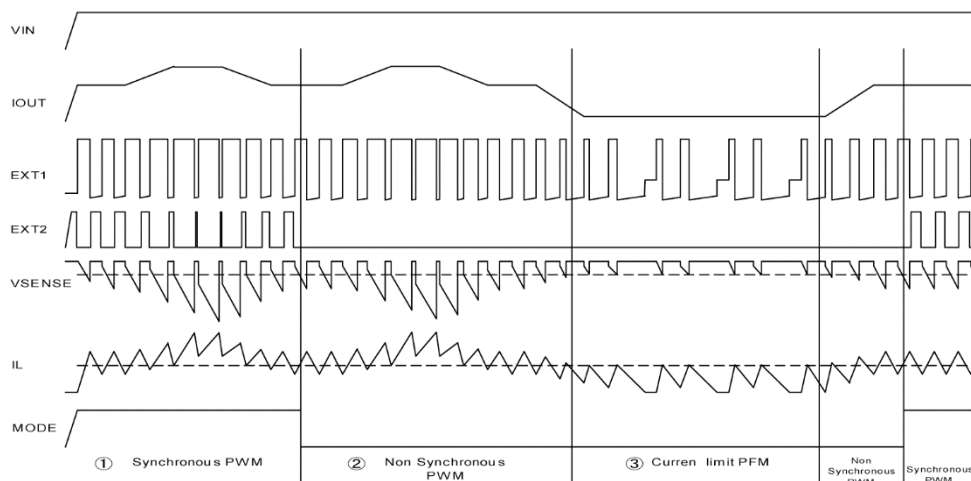 VIN
IOUT
EXT1
EXT2
VSENSE
IL
MODE
① Synchronous PWM
② Non Synchronous
PWM
③ Curren limit PFM
Non
Synchronous
PWM
Synchronous
PWM